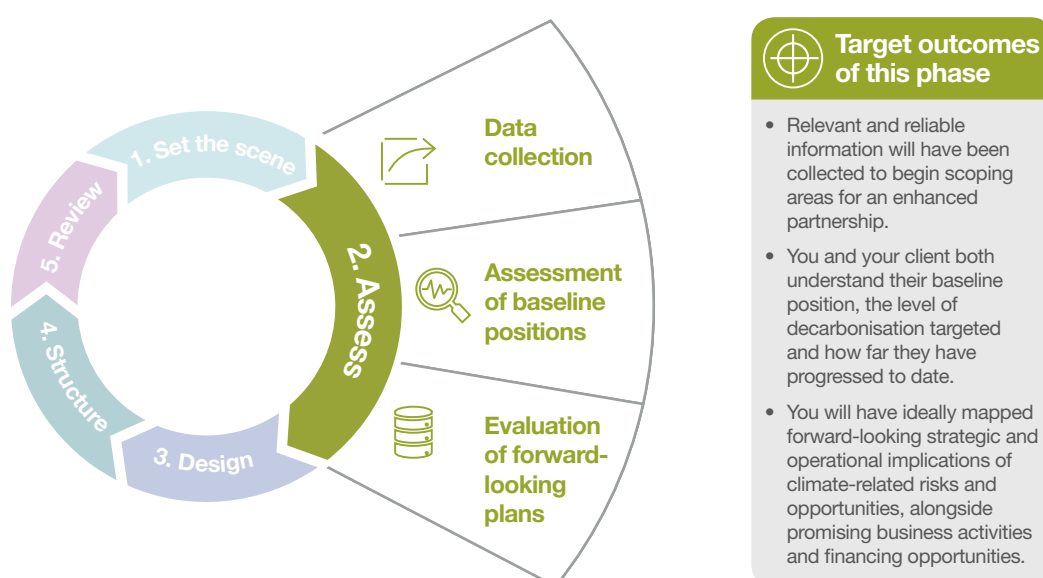 1. Set the scene
2. Assess
3. Design
4. Structure
5. Review
Data
collection
Assessment
of baseline
positions
Evaluation
of forward-
looking
plans
Target outcomes
of this phase
• Relevant and reliable
information will have been
collected to begin scoping
areas for an enhanced
partnership.
• You and your client both
understand their baseline
position, the level of
decarbonisation targeted
and how far they have
progressed to date.
• You will have ideally mapped
forward-looking strategic and
operational implications of
climate-related risks and
opportunities, alongside
promising business activities
and financing opportunities.